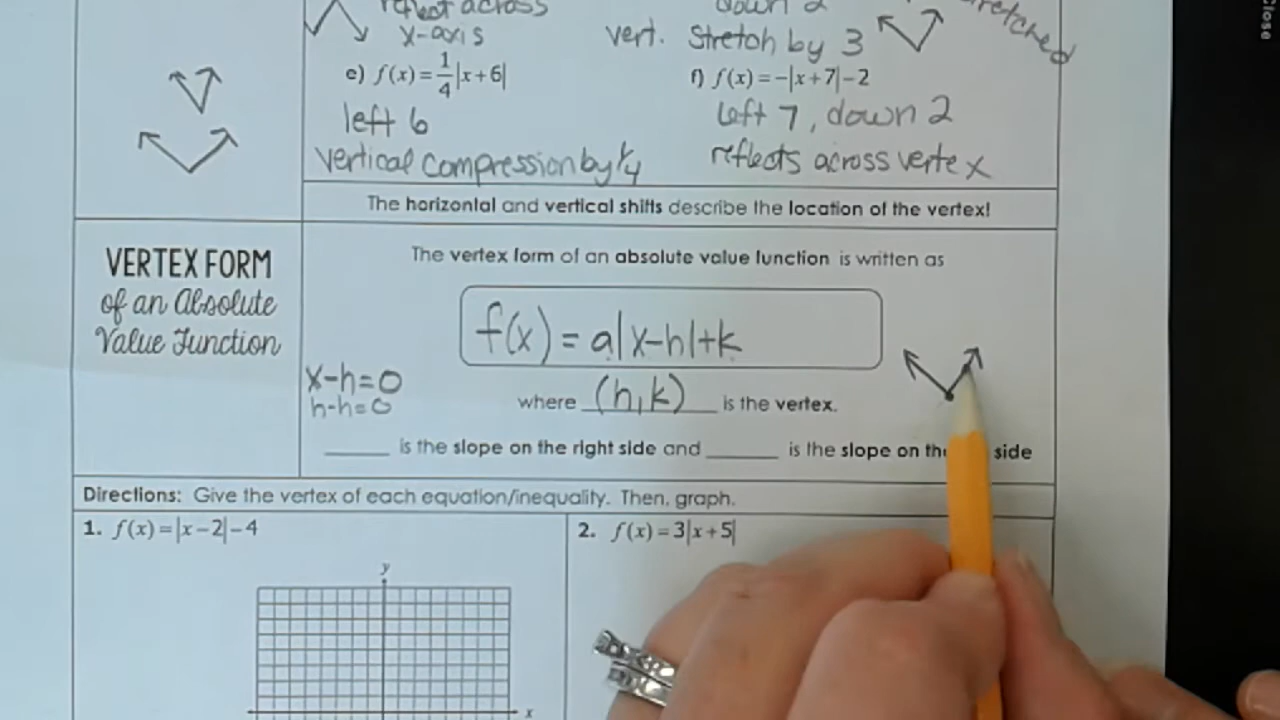 Close
reflect across
x-axis
down 2
vert. Stretch by 3
stretched
e) f(x)=1/4|x+6|
left 6
vertical compression by 1/4
f) f(x)=-|x+7|-2
left 7, down 2
reflects across vertex
The horizontal and vertical shifts describe the location of the vertex!
VERTEX FORM
of an Absolute
Value Function
The vertex form of an absolute value function is written as
f(x) = a|x-h|+k
x-h=0
h-h=0
where (h,k) is the vertex.
______ is the slope on the right side and ______ is the slope on the side
Directions: Give the vertex of each equation/inequality. Then, graph.
1. f(x)=|x-2|-4
y
x
2. f(x)=3|x+5|